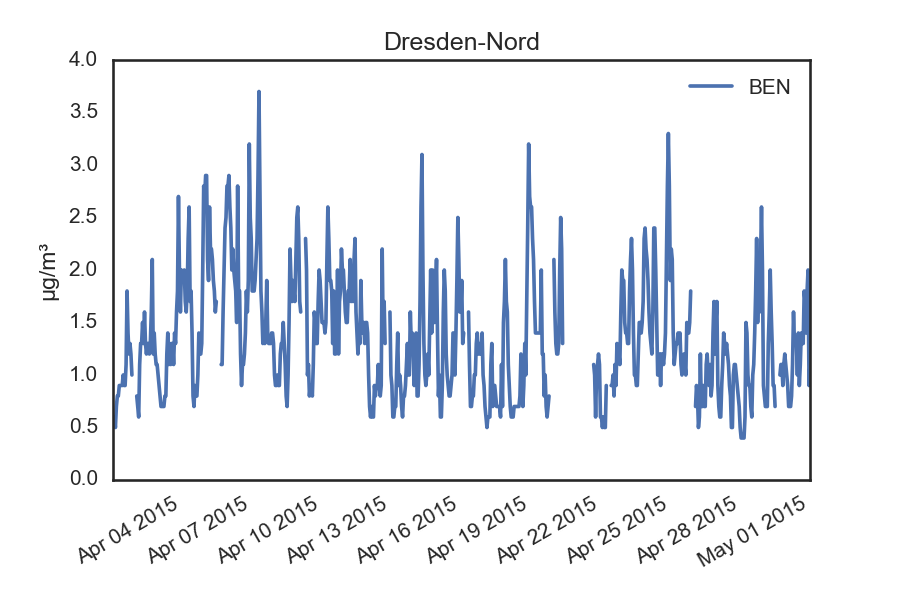 Dresden-Nord
4.0
3.5
3.0
2.5
2.0
1.5
1.0
0.5
0.0
µg/m³
BEN
Apr 04 2015
Apr 07 2015
Apr 10 2015
Apr 13 2015
Apr 16 2015
Apr 19 2015
Apr 22 2015
Apr 25 2015
Apr 28 2015
May 01 2015